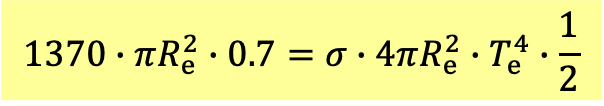 1370 · πR_e^2 · 0.7 = σ · 4πR_e^2 · T_e^4 · 1/2